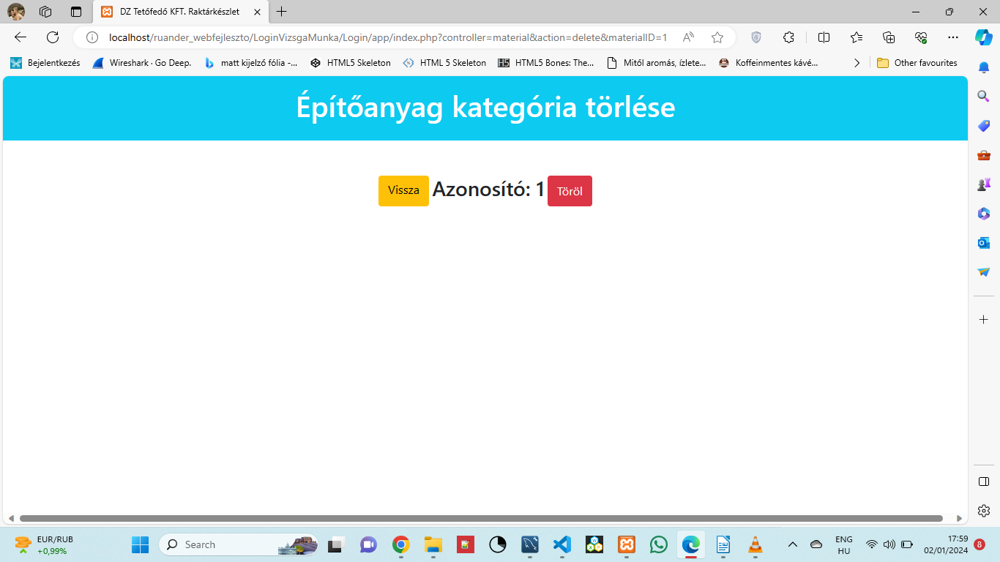 DZ Tetőfedő KFT. Raktárkészlet
localhost/ruander_webfejleszto/LoginVizsgaMunka/Login/app/index.php?controller=material&action=delete&materialID=1
Bejelentkezés Wireshark · Go Deep. matt kijelző fólia -... HTML5 Skeleton HTML 5 Skeleton H5 HTML5 Bones: The... Mitől aromás, ízlete... Koffeinmentes kávé... Other favourites
Építőanyag kategória törlése
Vissza Azonosító: 1 Töröl
EUR/RUB
+0,99%
Search
ENG
HU
17:59
02/01/2024
8